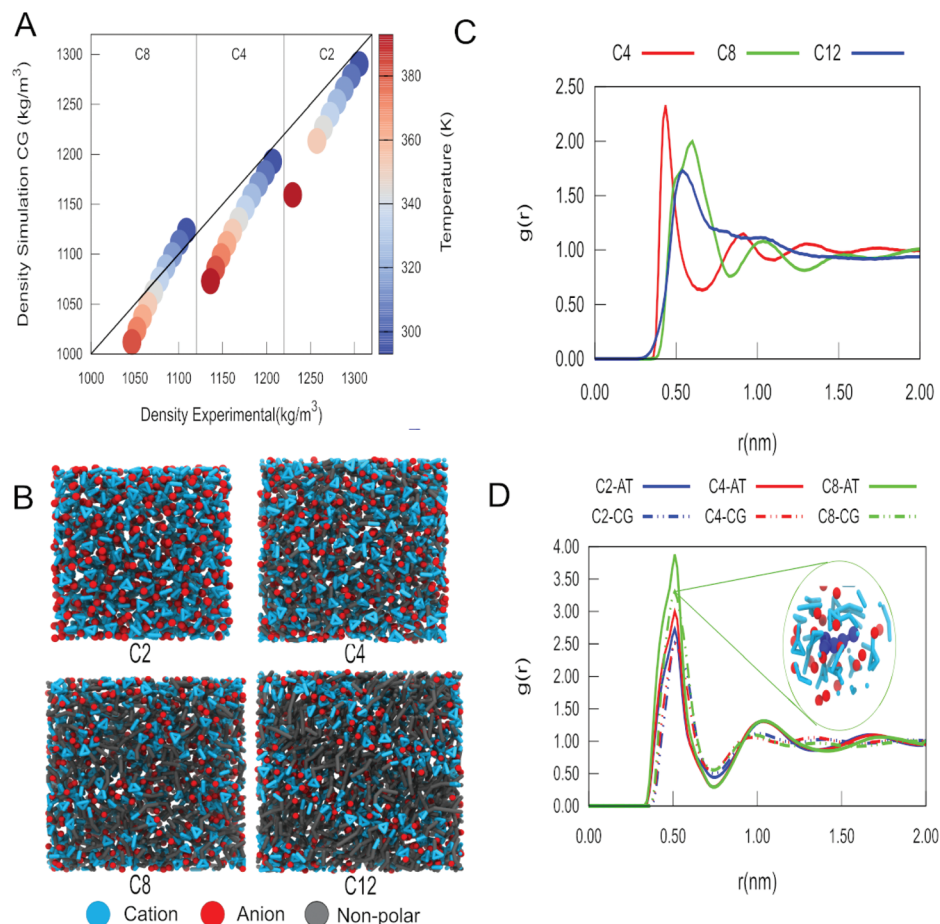 A
C8 C4 C2
1300
1200
1150
1100
1050
1000
1000 1050 1100 1200 1200 1300
Density Simulation CG (kg/m³)
Density Experimental(kg/m³)
380
360
340
320
300
Temperature (K)
B
C2 C4
C8 C12
Cation Anion Non-polar
C
C4 C8 C12
2.50
2.00
1.50
1.00
0.50
0.00
0.00 0.50 1.00 1.50 2.00
g(r)
r(nm)
D
C2-AT C4-AT C8-AT
C2-CG C4-CG C8-CG
4.00
3.50
3.00
2.50
2.00
1.50
1.00
0.50
0.00
0.00 0.50 1.00 1.50 2.00
g(r)
r(nm)